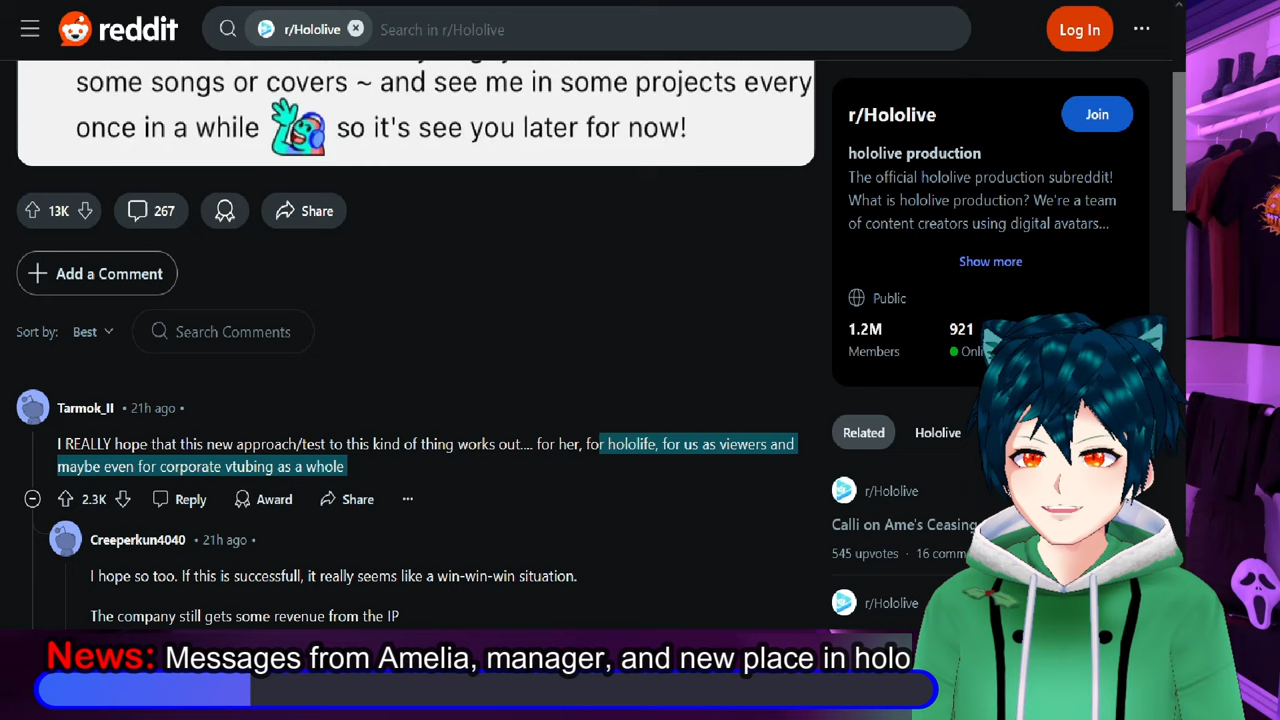 reddit
r/Hololive
Search in r/Hololive
Log In
some songs or covers ~ and see me in some projects every
once in a while so it's see you later for now!
13K
267
Share
Add a Comment
Sort by: Best
Search Comments
Tarmok_II • 21h ago •
I REALLY hope that this new approach/test to this kind of thing works out.... for her, for hololife, for us as viewers and
maybe even for corporate vtubing as a whole
2.3K
Reply
Award
Share
Creeperkun4040 • 21h ago •
I hope so too. If this is successful, it really seems like a win-win-win situation.
The company still gets some revenue from the IP
r/Hololive
Join
hololive production
The official hololive production subreddit!
What is hololive production? We're a team
of content creators using digital avatars...
Show more
Public
1.2M
921
Members
Related
Hololive
r/Hololive
Calli on Ame's Ceasing
545 upvotes • 16
r/Hololive
News: Messages from Amelia, manager, and new place in holo